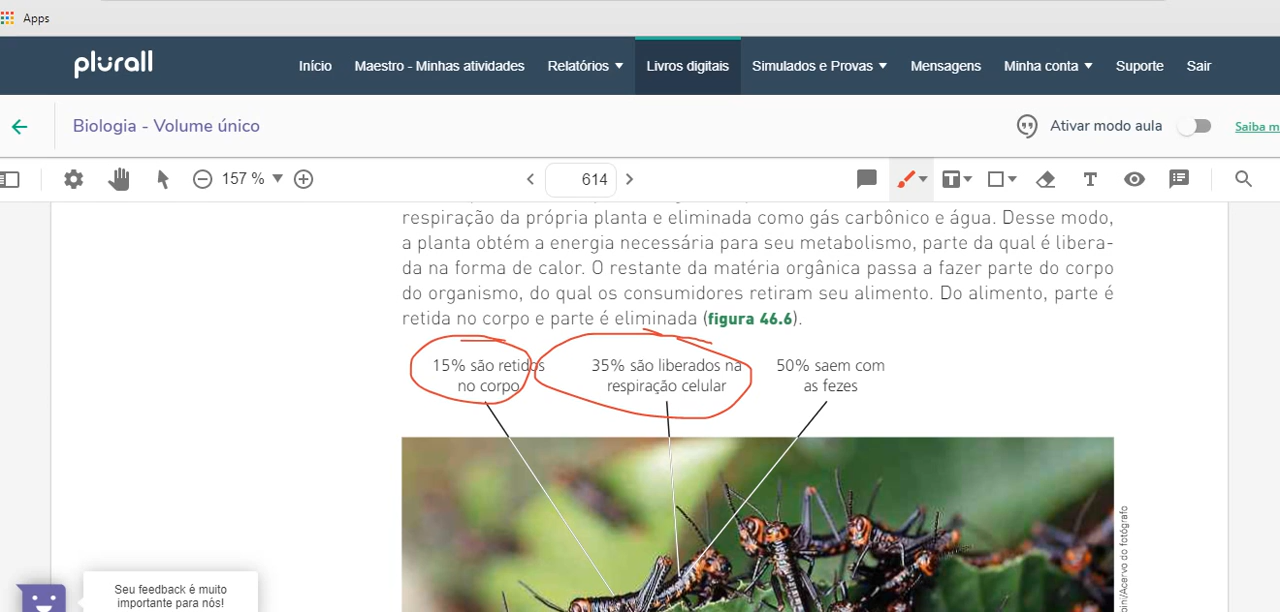 Apps
plurall
Início Maestro - Minhas atividades Relatórios Livros digitais Simulados e Provas Mensagens Minha conta Suporte Sair
Biologia - Volume único
Ativar modo aula
Saiba m
157 %
614
respiração da própria planta e eliminada como gás carbônico e água. Desse modo,
a planta obtém a energia necessária para seu metabolismo, parte da qual é libera-
da na forma de calor. O restante da matéria orgânica passa a fazer parte do corpo
do organismo, do qual os consumidores retiram seu alimento. Do alimento, parte é
retida no corpo e parte é eliminada (figura 46.6).
15% são retidos
no corpo
35% são liberados na
respiração celular
50% saem com
as fezes
/Acervo do fotógrafo
Seu feedback é muito
importante para nós!